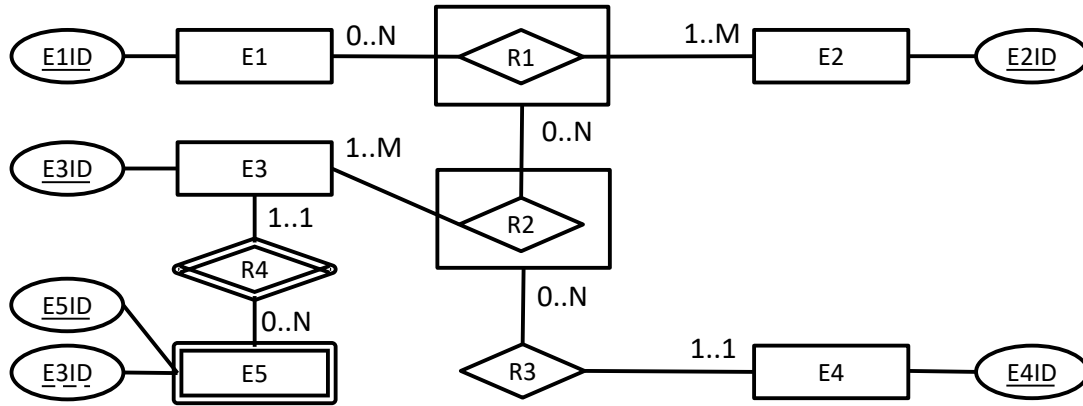 E1ID
E1
0..N
R1
1..M
E2
E2ID
0..N
E3ID
E3
1..M
R2
1..1
R4
0..N
E5ID
0..N
E3ID
E5
R3
1..1
E4
E4ID